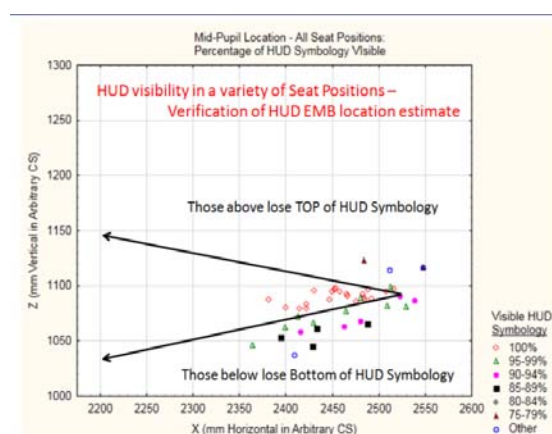 Mid-Pupil Location - All Seat Positions:
Percentage of HUD Symbology Visible
HUD visibility in a variety of Seat Positions –
Verification of HUD EMB location estimate
Those above lose TOP of HUD Symbology
Those below lose Bottom of HUD Symbology
Z (mm Vertical in Arbitrary CS)
1300
1250
1200
1150
1100
1050
1000
2200
2250
2300
2350
2400
2450
2500
2550
2600
X (mm Horizontal in Arbitrary CS)
Visible HUD
Symbology
100%
95-99%
90-94%
85-89%
80-84%
75-79%
Other